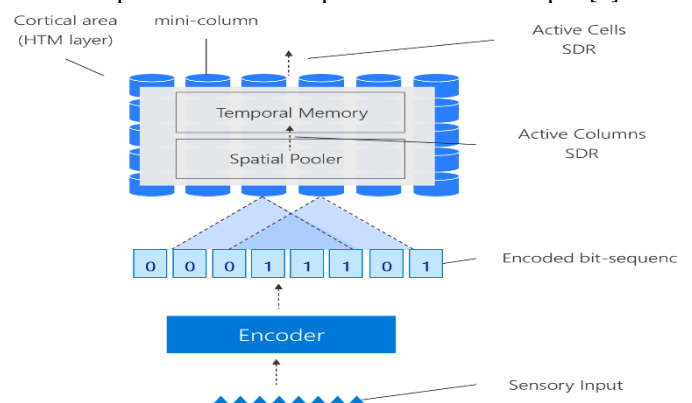 Cortical area
(HTM layer)
mini-column
Active Cells
SDR
Temporal Memory
Active Columns
SDR
Spatial Pooler
0 0 0 1 1 1 0 1
Encoded bit-sequenc
Encoder
Sensory Input